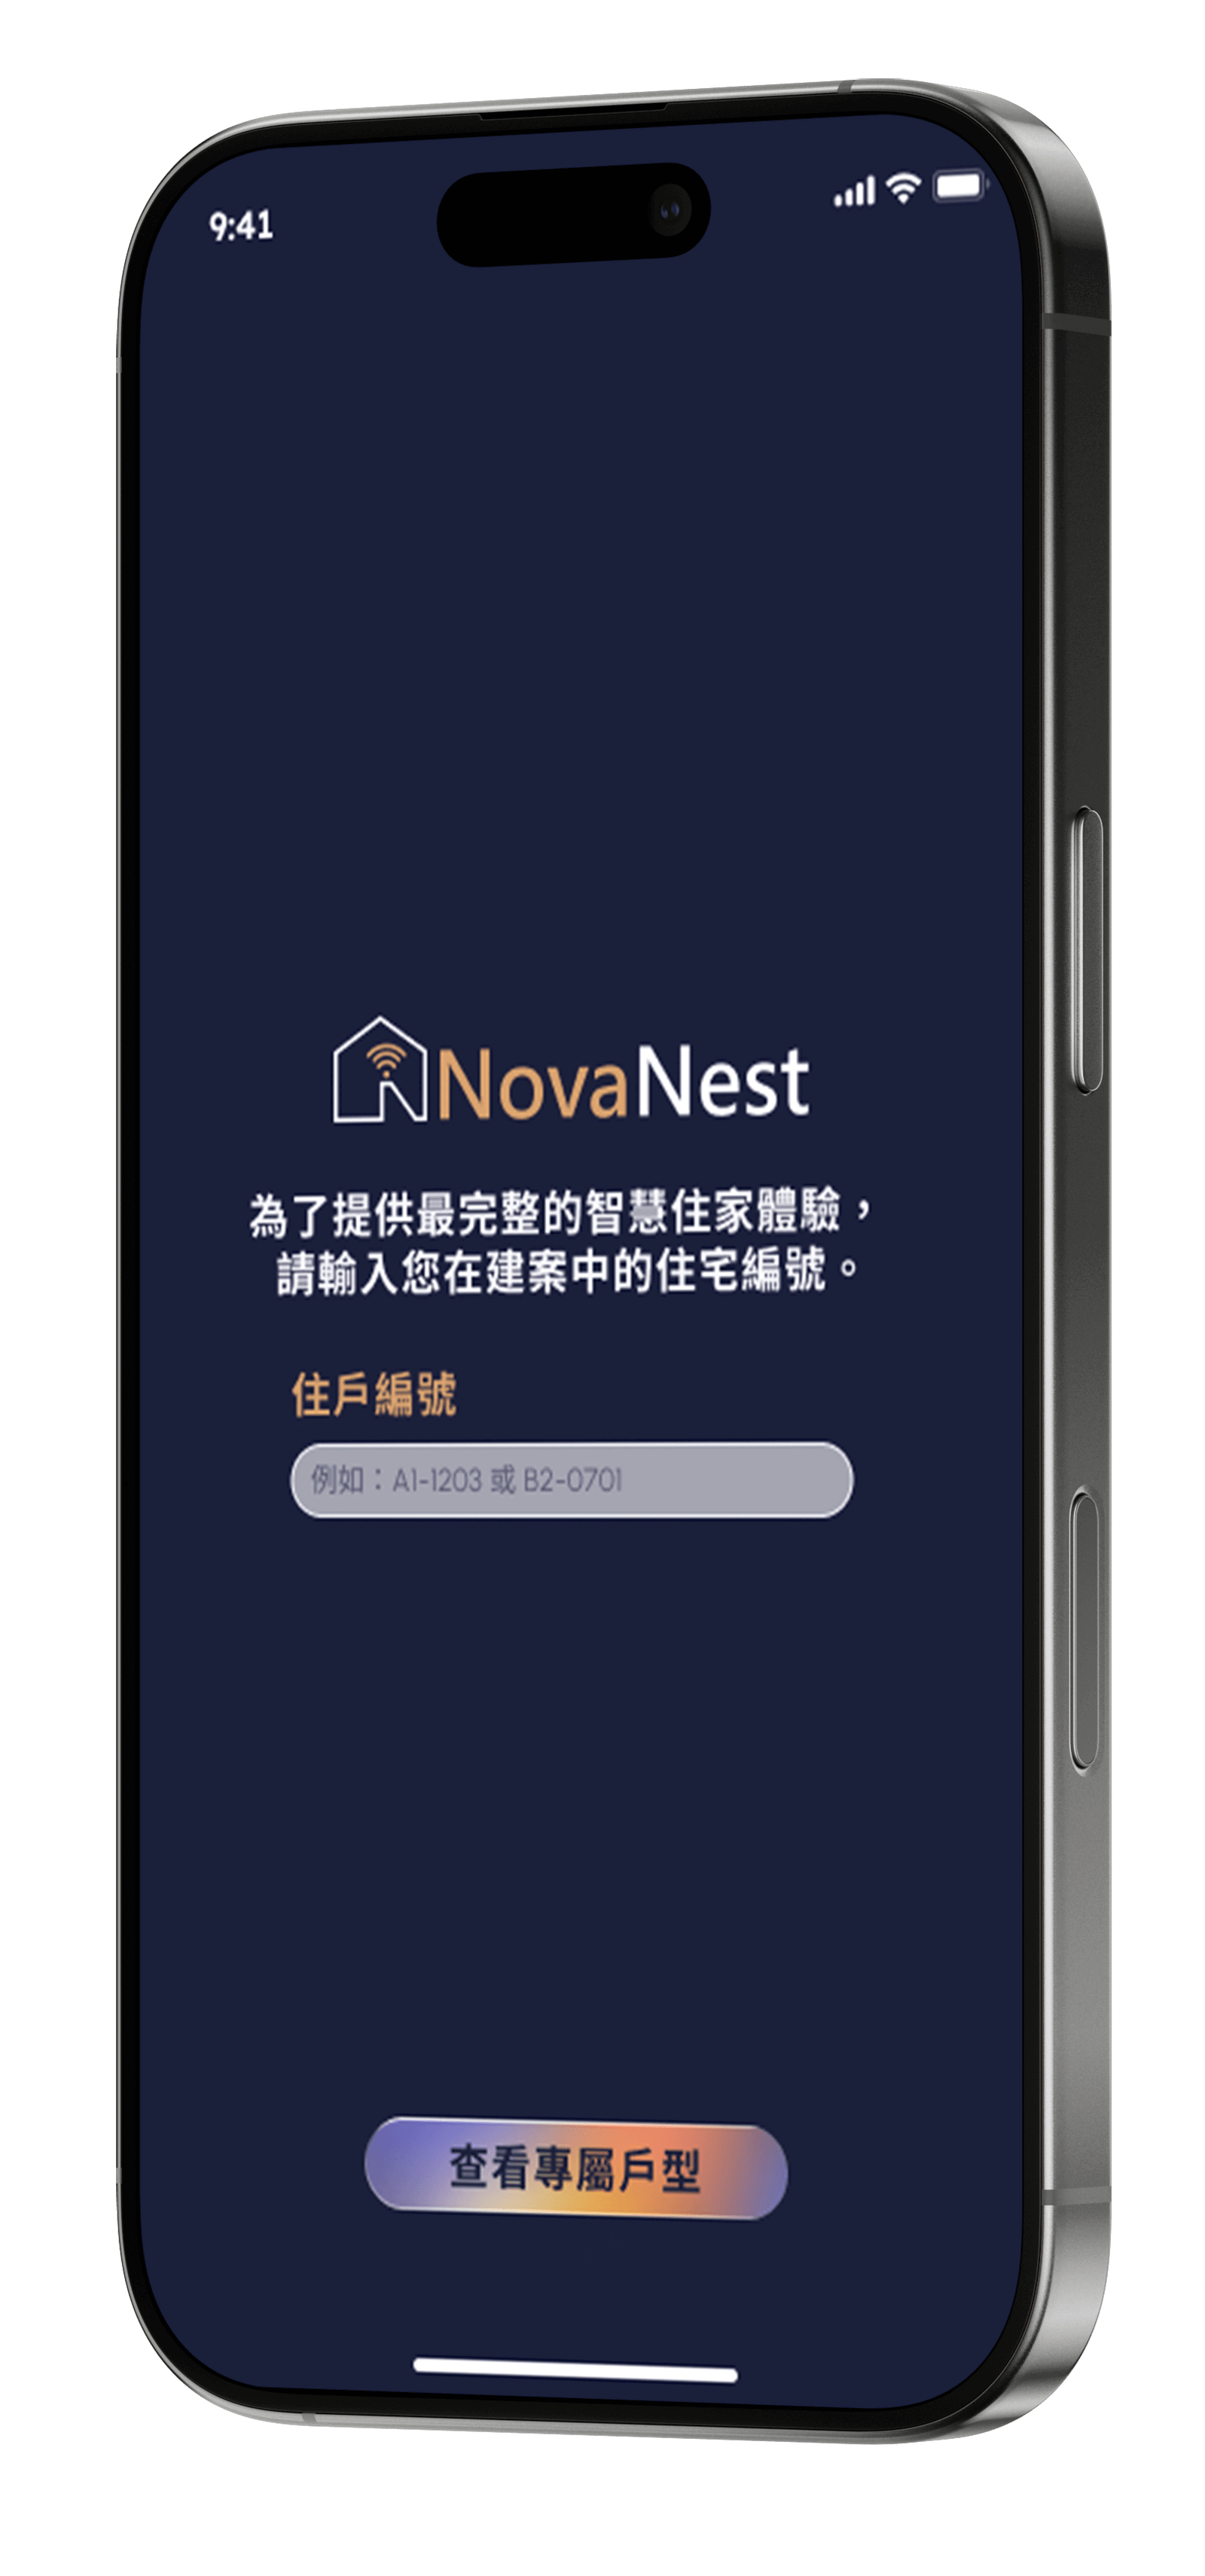 9:41
NovaNest
為了提供最完整的智慧住家體驗，
請輸入您在建案中的住宅編號。
住戶編號
例如：A1-1203 或 B2-0701
查看專屬戶型